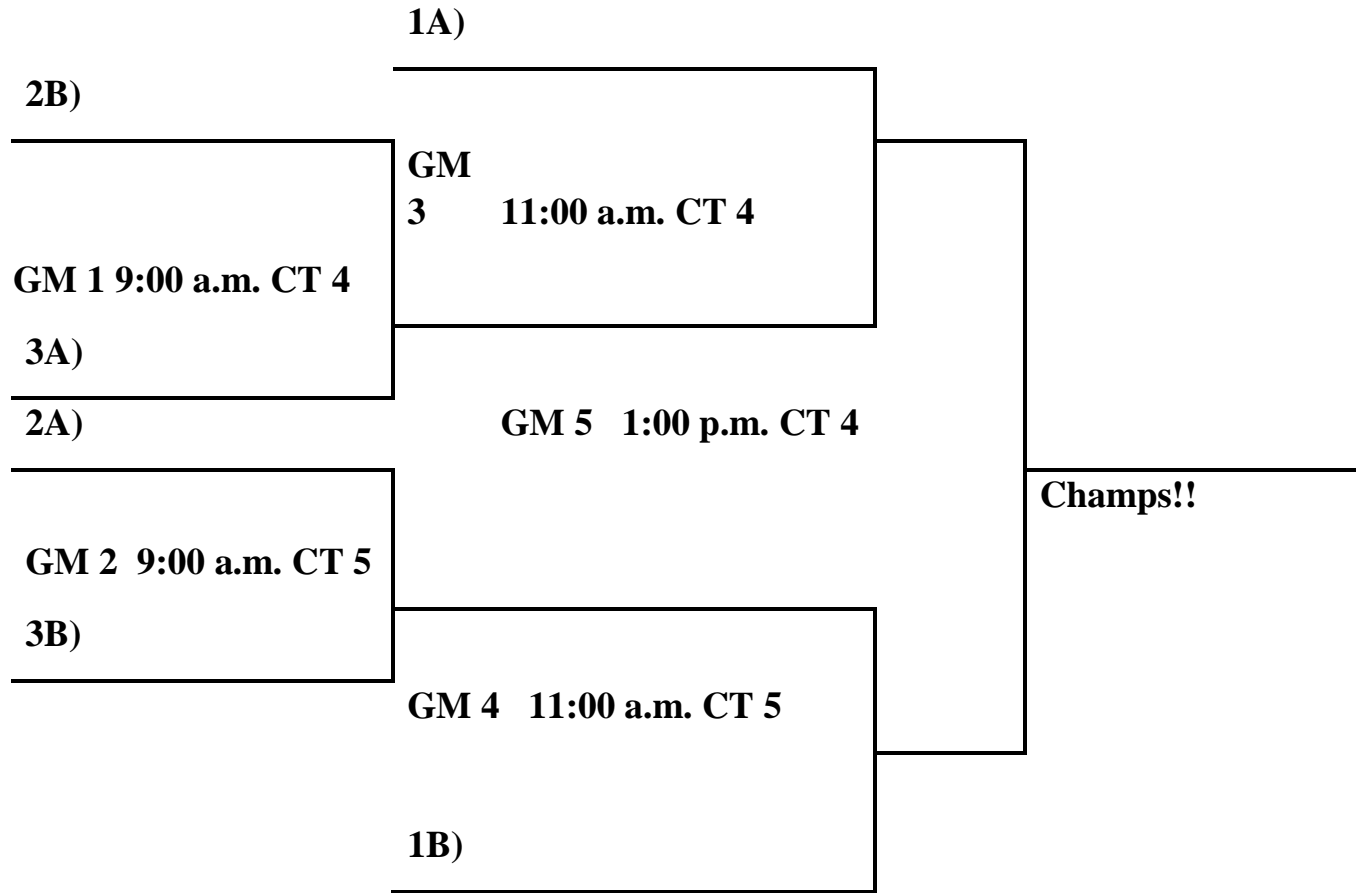 1A)
2B)
GM
3 11:00 a.m. CT 4
GM 1 9:00 a.m. CT 4
3A)
2A)
GM 5 1:00 p.m. CT 4
Champs!!
GM 2 9:00 a.m. CT 5
3B)
GM 4 11:00 a.m. CT 5
1B)